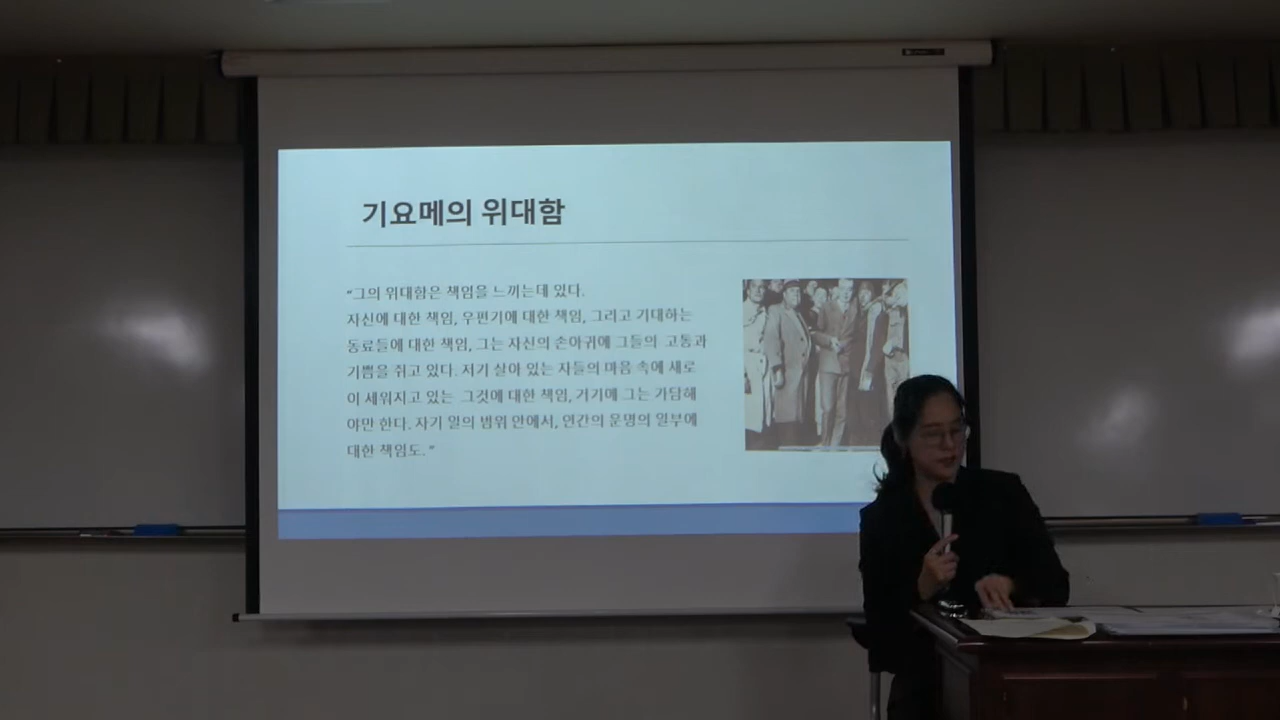 기요메의 위대함
“그의 위대함은 책임을 느끼는데 있다.
자신에 대한 책임, 우편기에 대한 책임, 그리고 기대하는
동료들에 대한 책임, 그는 자신의 손아귀에 그들의 고통과
기쁨을 쥐고 있다. 저기 살아 있는 자들의 마음 속에 새로
이 세워지고 있는 그것에 대한 책임, 거기에 그는 가담해
야만 한다. 자기 일의 범위 안에서, 인간의 운명의 일부에
대한 책임도.”